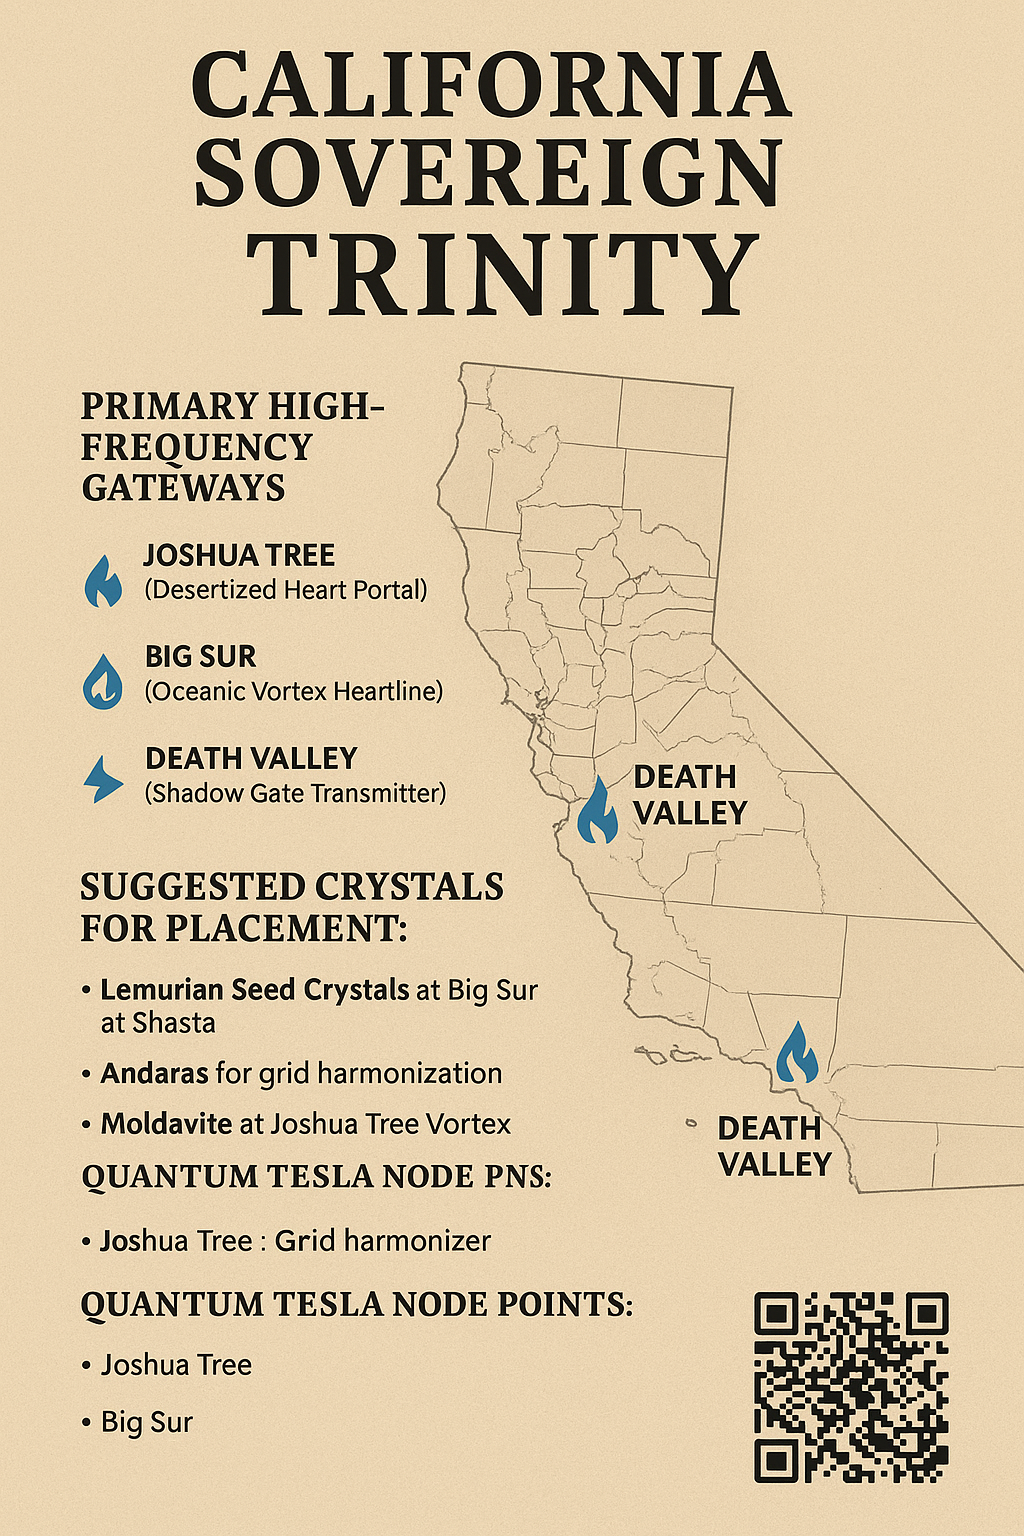 CALIFORNIA
SOVEREIGN
TRINITY
PRIMARY HIGH-
FREQUENCY
GATEWAYS
JOSHUA TREE
(Desertized Heart Portal)
BIG SUR
(Oceanic Vortex Heartline)
DEATH VALLEY
(Shadow Gate Transmitter)
SUGGESTED CRYSTALS
FOR PLACEMENT:
• Lemurian Seed Crystals at Big Sur
at Shasta
• Andaras for grid harmonization
• Moldavite at Joshua Tree Vortex
QUANTUM TESLA NODE PNS:
• Joshua Tree : Grid harmonizer
QUANTUM TESLA NODE POINTS:
• Joshua Tree
• Big Sur
DEATH
VALLEY
DEATH
VALLEY